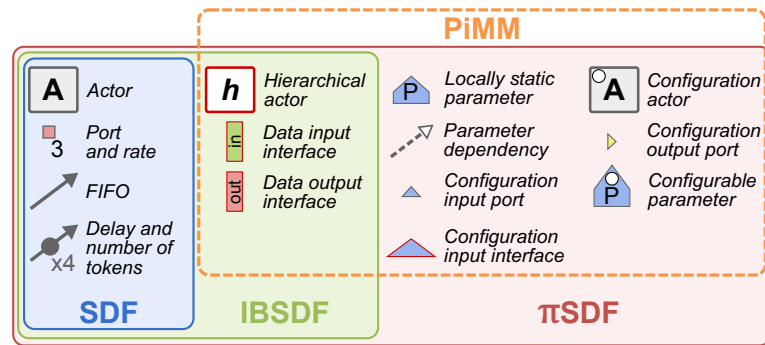 PiMM
A
Actor
3
Port
and rate
FIFO
x4
Delay and
number of
tokens
SDF
h
Hierarchical
actor
in
Data input
interface
out
Data output
interface
IBSDF
P
Locally static
parameter
Parameter
dependency
Configuration
input port
Configuration
input interface
A
Configuration
actor
Configuration
output port
P
Configurable
parameter
πSDF